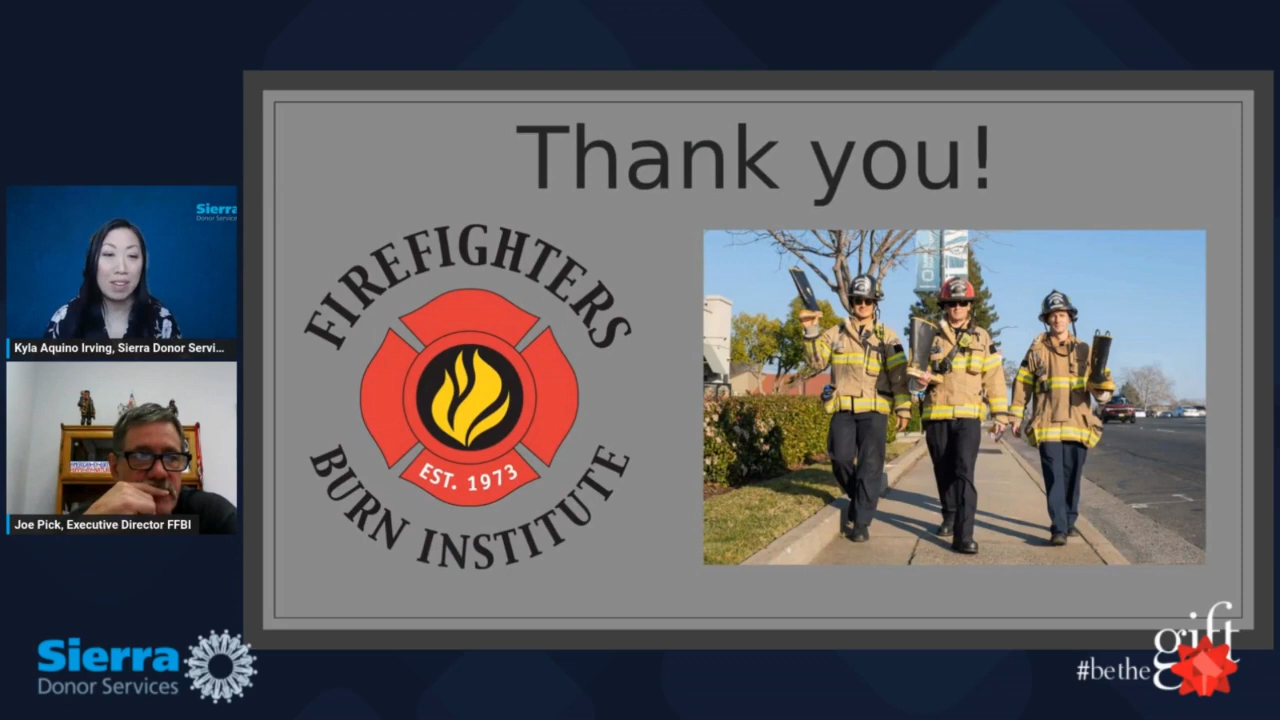 Thank you!
FIREFIGHTERS
EST. 1973
BURN INSTITUTE
Sierra
Donor Services
Kyla Aquino Irving, Sierra Donor Servi...
Joe Pick, Executive Director FFBI
Sierra
Donor Services
#bethe gift